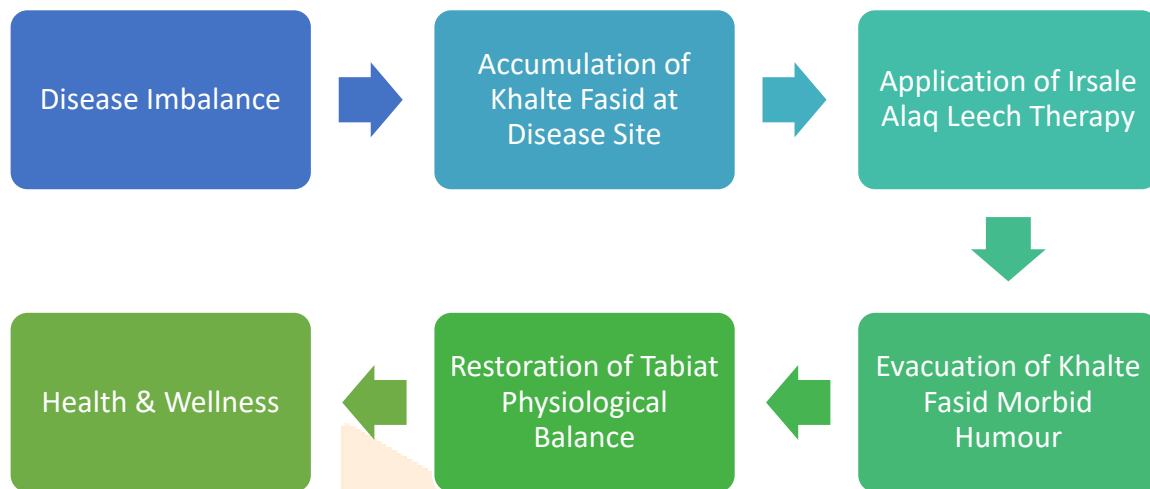 Disease Imbalance
Accumulation of
Khalte Fasid at
Disease Site
Application of Irsale
Alaq Leech Therapy
Evacuation of Khalte
Fasid Morbid
Humour
Restoration of Tabiat
Physiological
Balance
Health & Wellness